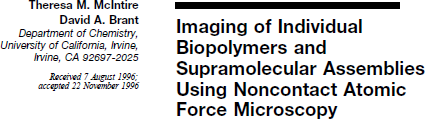 Theresa M. McIntire
David A. Brant
Department of Chemistry,
University of California, Irvine,
Irvine, CA 92697-2025
Received 7 August 1996;
accepted 22 November 1996
Imaging of Individual
Biopolymers and
Supramolecular Assemblies
Using Noncontact Atomic
Force Microscopy